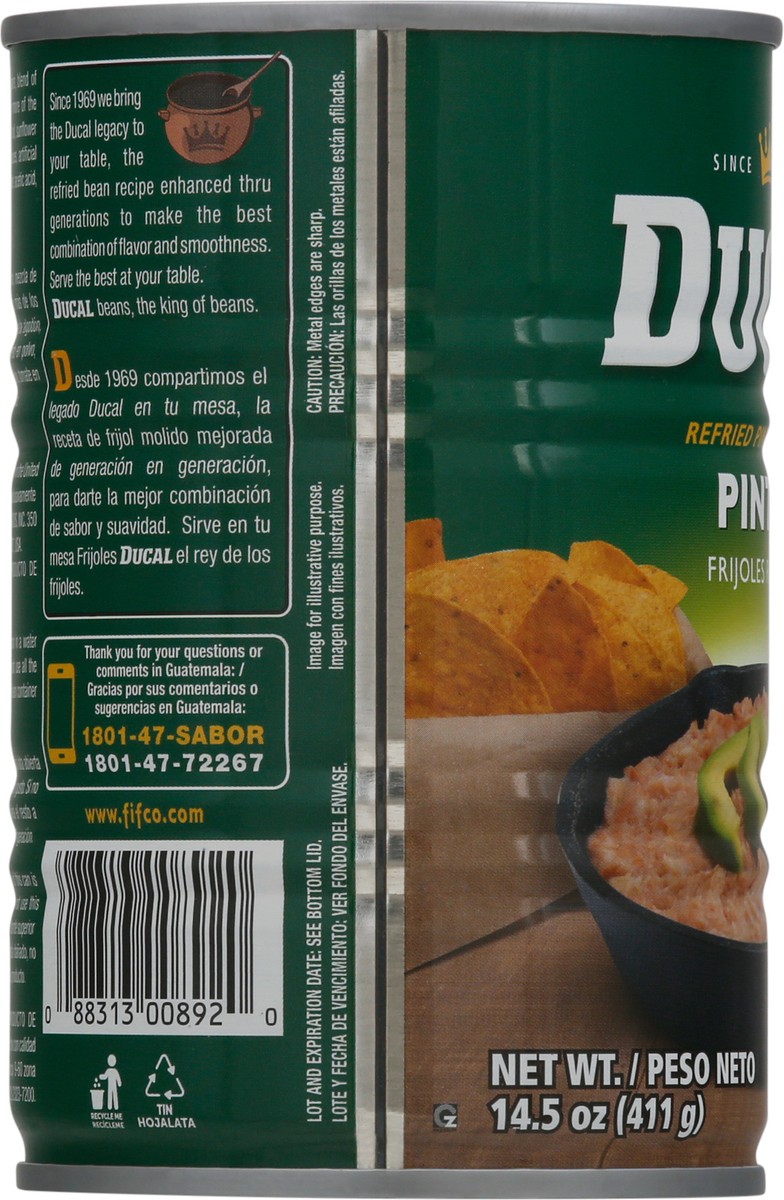 Since 1969 we bring
the Ducal legacy to
your table, the
refried bean recipe enhanced thru
generations to make the best
combination of flavor and smoothness.
Serve the best at your table.
DUCAL beans, the king of beans.
Desde 1969 compartimos el
legado Ducal en tu mesa, la
receta de frijol molido mejorada
de generación en generación,
para darte la mejor combinación
de sabor y suavidad. Sirve en tu
mesa Frijoles DUCAL el rey de los
frijoles.
Thank you for your questions or
comments in Guatemala: /
Gracias por sus comentarios o
sugerencias en Guatemala:
1801-47-SABOR
1801-47-72267
www.fifco.com
0 88313 00892 0
RECYCLE ME
RECÍCLEME
TIN
HOJALATA
CAUTION: Metal edges are sharp.
PRECAUCIÓN: Las orillas de los metales están afiladas.
Image for illustrative purpose.
Imagen con fines ilustrativos.
LOT AND EXPIRATION DATE: SEE BOTTOM LID.
LOTE Y FECHA DE VENCIMIENTO: VER FONDO DEL ENVASE.
SINCE
DUC
REFRIED P
PIN
FRIJOLES
NET WT. / PESO NETO
14.5 oz (411 g)